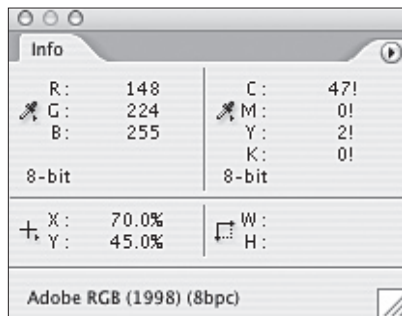 Info
R: 148 C: 47!
G: 224 M: 0!
B: 255 Y: 2!
K: 0!
8-bit 8-bit
X: 70.0% W:
Y: 45.0% H:
Adobe RGB (1998) (8bpc)